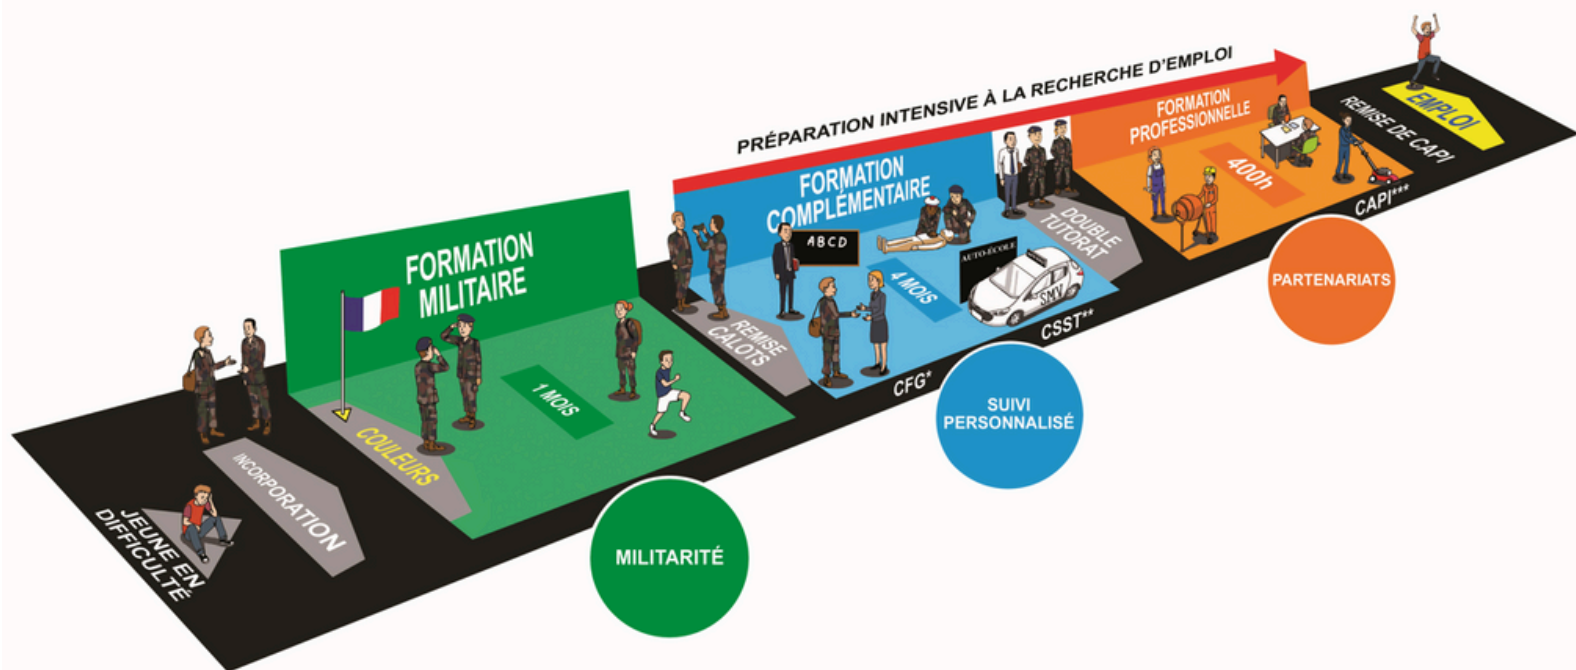 JEUNE EN
DIFFICULTÉ
INCORPORATION
COULEURS
FORMATION
MILITAIRE
1 MOIS
MILITARITÉ
REMISE
CALOTS
PRÉPARATION INTENSIVE À LA RECHERCHE D'EMPLOI
FORMATION
COMPLÉMENTAIRE
ABCD
4 MOIS
AUTO-ÉCOLE
SMV
CFG*
CSST**
SUIVI
PERSONNALISÉ
DOUBLE
TUTORAT
FORMATION
PROFESSIONNELLE
400h
CAPI***
PARTENARIATS
REMISE DE CAPI
EMPLOI